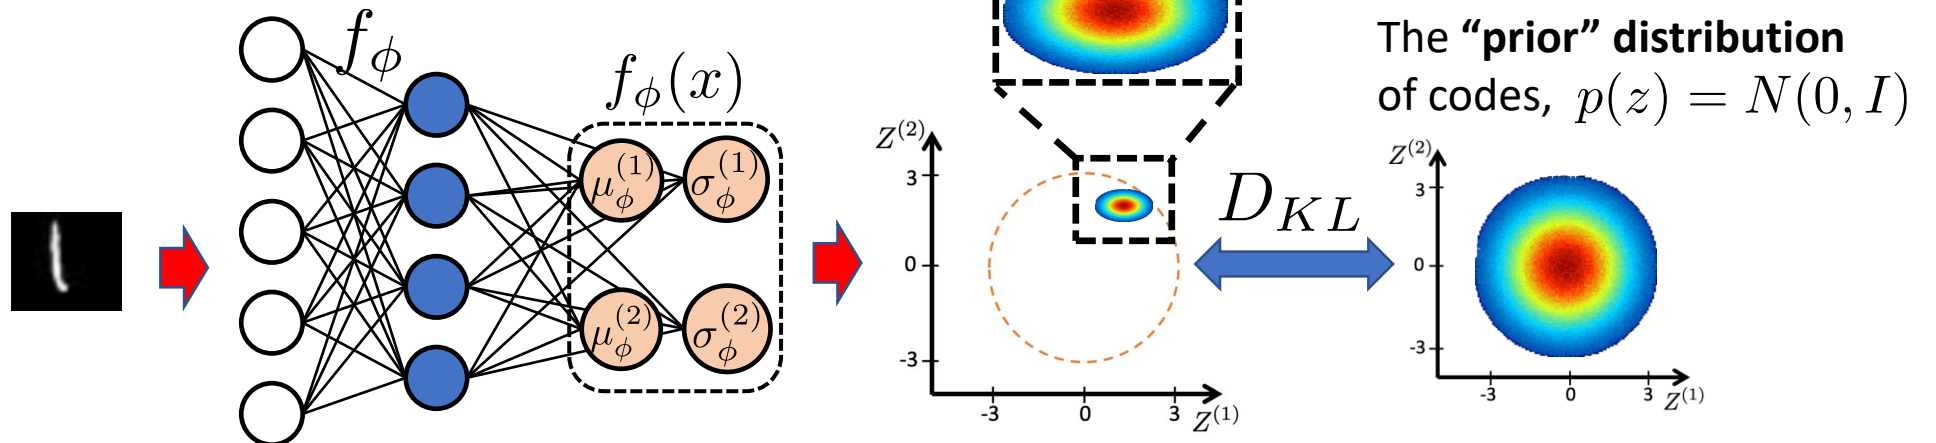 f_ϕ
f_ϕ(x)
μ_ϕ^(1) σ_ϕ^(1)
μ_ϕ^(2) σ_ϕ^(2)
Z^(2)
3
0
-3
-3 0 3 Z^(1)
D_KL
The “prior” distribution
of codes, p(z) = N(0, I)
Z^(2)
3
0
-3
-3 0 3 Z^(1)